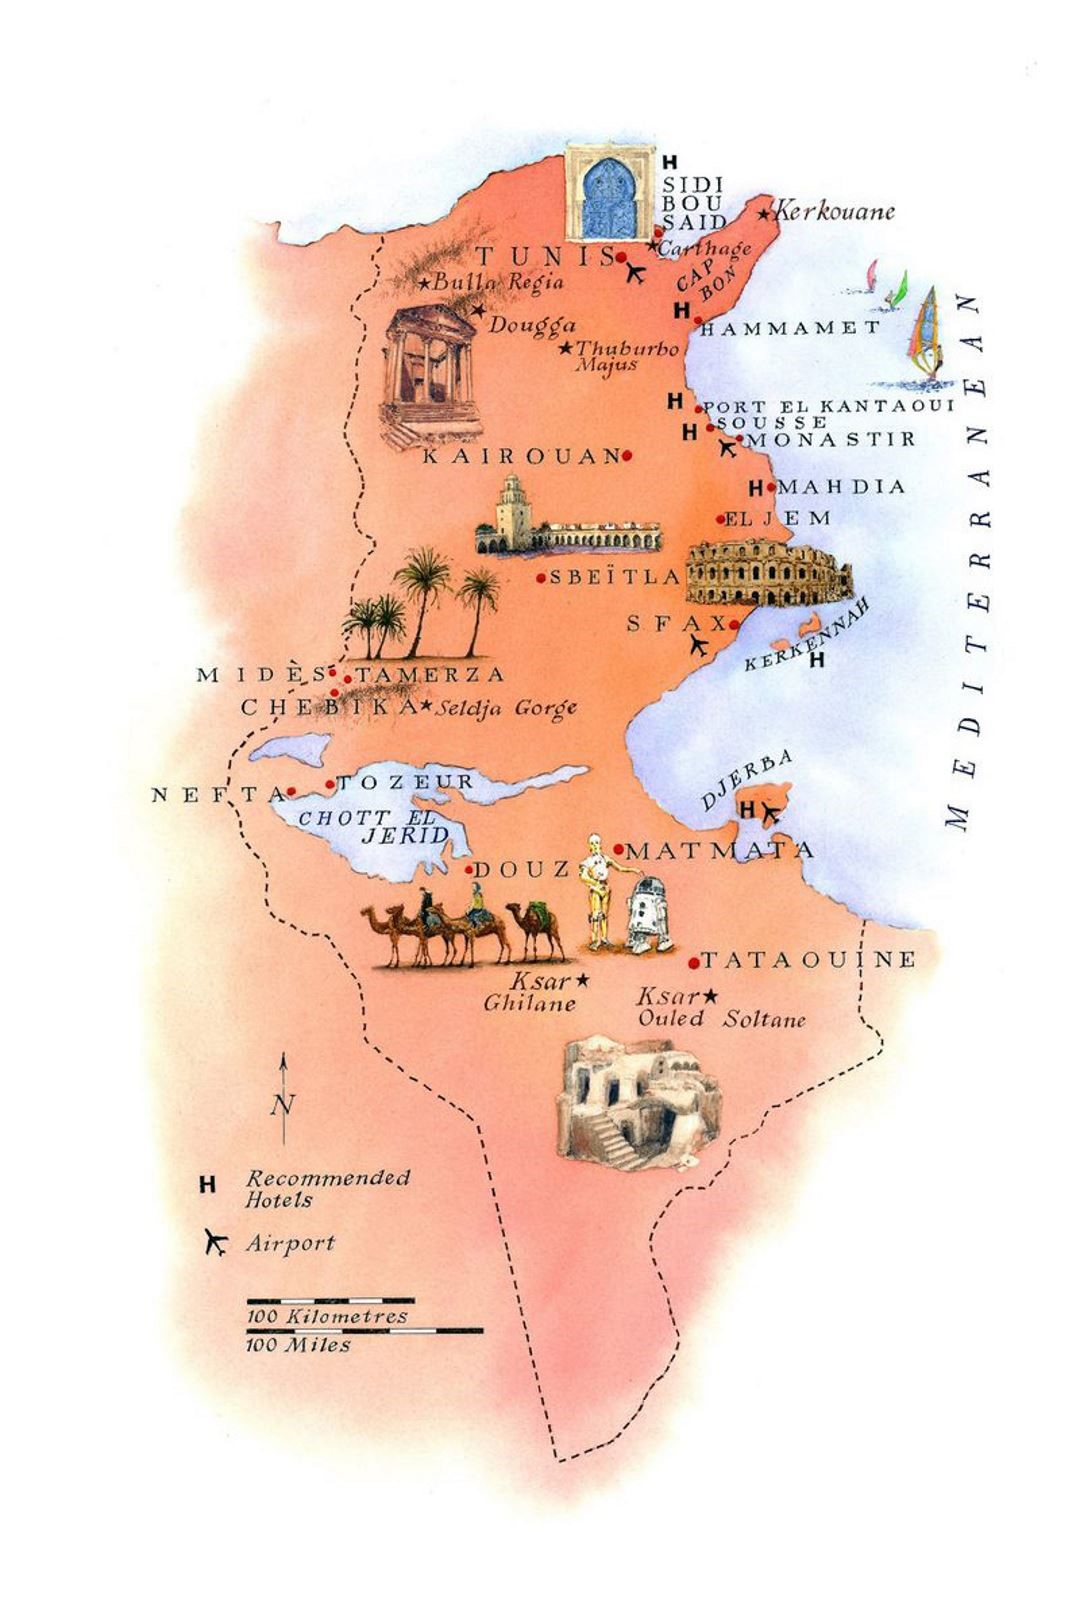 H
SIDI
BOU
SAID
Kerkouane
Carthage
TUNIS
CAP
BON
Bulla Regia
H
HAMMAMET
Dougga
Thuburbo
Majus
H
PORT EL KANTAOUI
SOUSSE
H
MONASTIR
KAIROUAN
H
MAHDIA
EL JEM
SBEÏTLA
SFAX
KERKENNAH
H
MEDITERRANEAN
MIDÈS
TAMERZA
CHEBIKA
Seldja Gorge
TOZEUR
NEFTA
CHOTT EL
JERID
DJERBA
H
MATMATA
DOUZ
TATAOUINE
Ksar
Ghilane
Ksar
Ouled Soltane
N
H
Recommended
Hotels
Airport
100 Kilometres
100 Miles